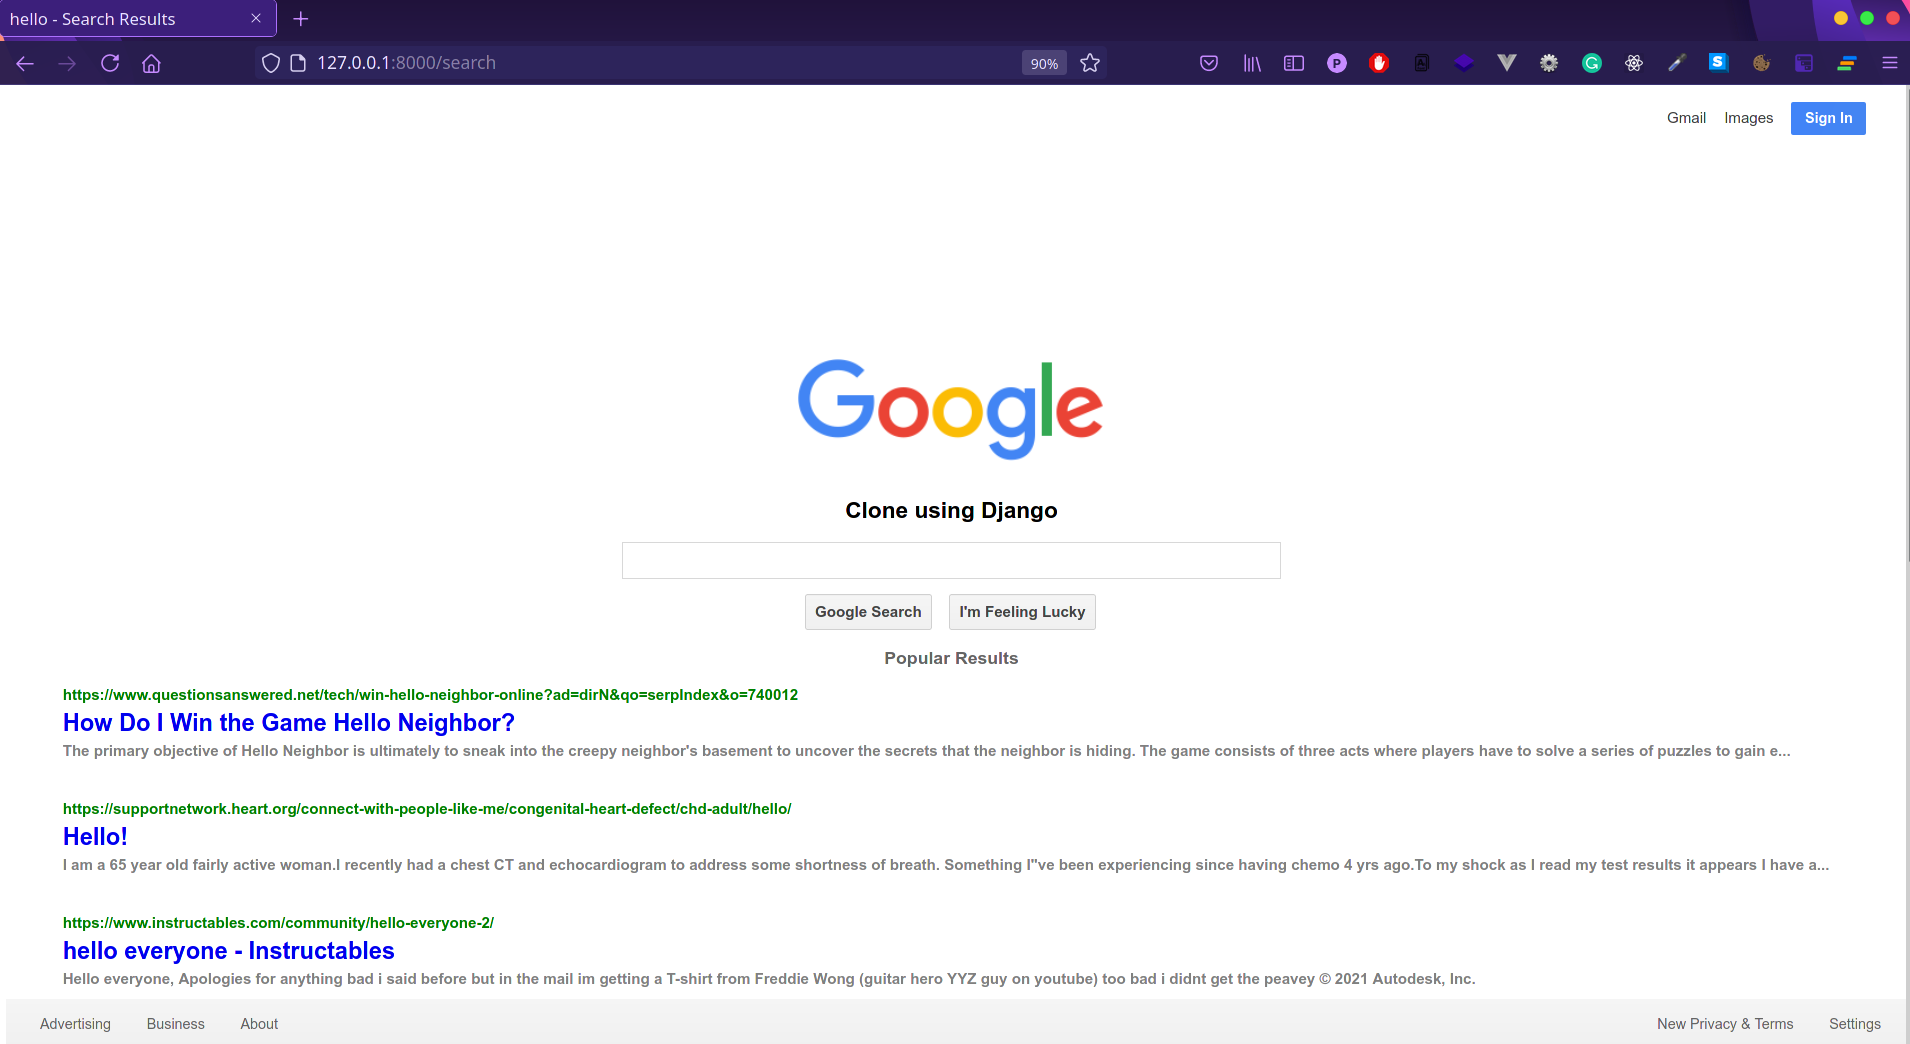 hello - Search Results
127.0.0.1:8000/search
90%
Gmail Images Sign In
Google
Clone using Django
Google Search I'm Feeling Lucky
Popular Results
https://www.questionsanswered.net/tech/win-hello-neighbor-online?ad=dirN&qo=serpIndex&o=740012
How Do I Win the Game Hello Neighbor?
The primary objective of Hello Neighbor is ultimately to sneak into the creepy neighbor's basement to uncover the secrets that the neighbor is hiding. The game consists of three acts where players have to solve a series of puzzles to gain e...
https://supportnetwork.heart.org/connect-with-people-like-me/congenital-heart-defect/chd-adult/hello/
Hello!
I am a 65 year old fairly active woman.I recently had a chest CT and echocardiogram to address some shortness of breath. Something I"ve been experiencing since having chemo 4 yrs ago.To my shock as I read my test results it appears I have a...
https://www.instructables.com/community/hello-everyone-2/
hello everyone - Instructables
Hello everyone, Apologies for anything bad i said before but in the mail im getting a T-shirt from Freddie Wong (guitar hero YYZ guy on youtube) too bad i didnt get the peavey © 2021 Autodesk, Inc.
Advertising Business About New Privacy & Terms Settings